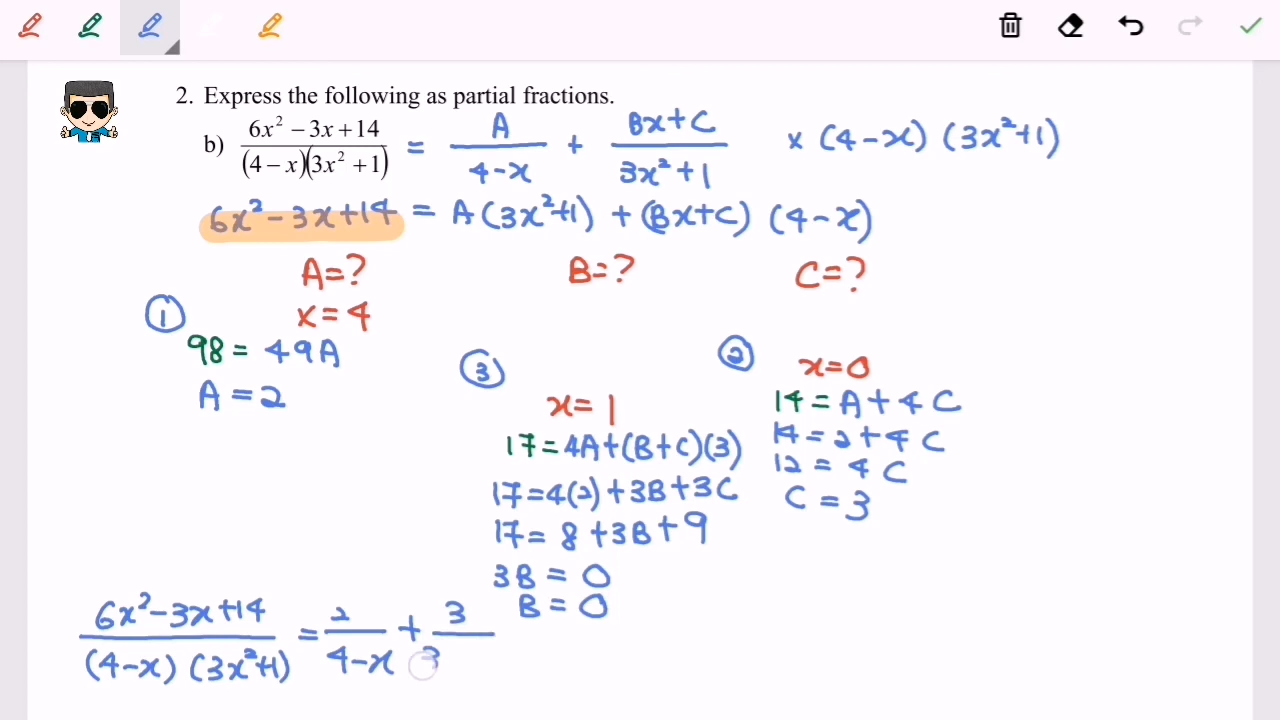 2. Express the following as partial fractions.
b) (6x² − 3x + 14)/((4 − x)(3x² + 1)) = A/(4-x) + (Bx+C)/(3x²+1) × (4-x) (3x²+1)
6x²-3x+14 = A(3x²+1) + (Bx+C) (4-x)
A=? B=? C=?
① x=4
98 = 49A
A = 2
③ x=1
17=4A+(B+C)(3)
17=4(2)+3B+3C
17= 8+3B+9
3B = 0
B = 0
② x=0
14=A+4C
14=2+4C
12=4C
C=3
(6x²-3x+14)/((4-x)(3x²+1)) = 2/(4-x) + 3/3